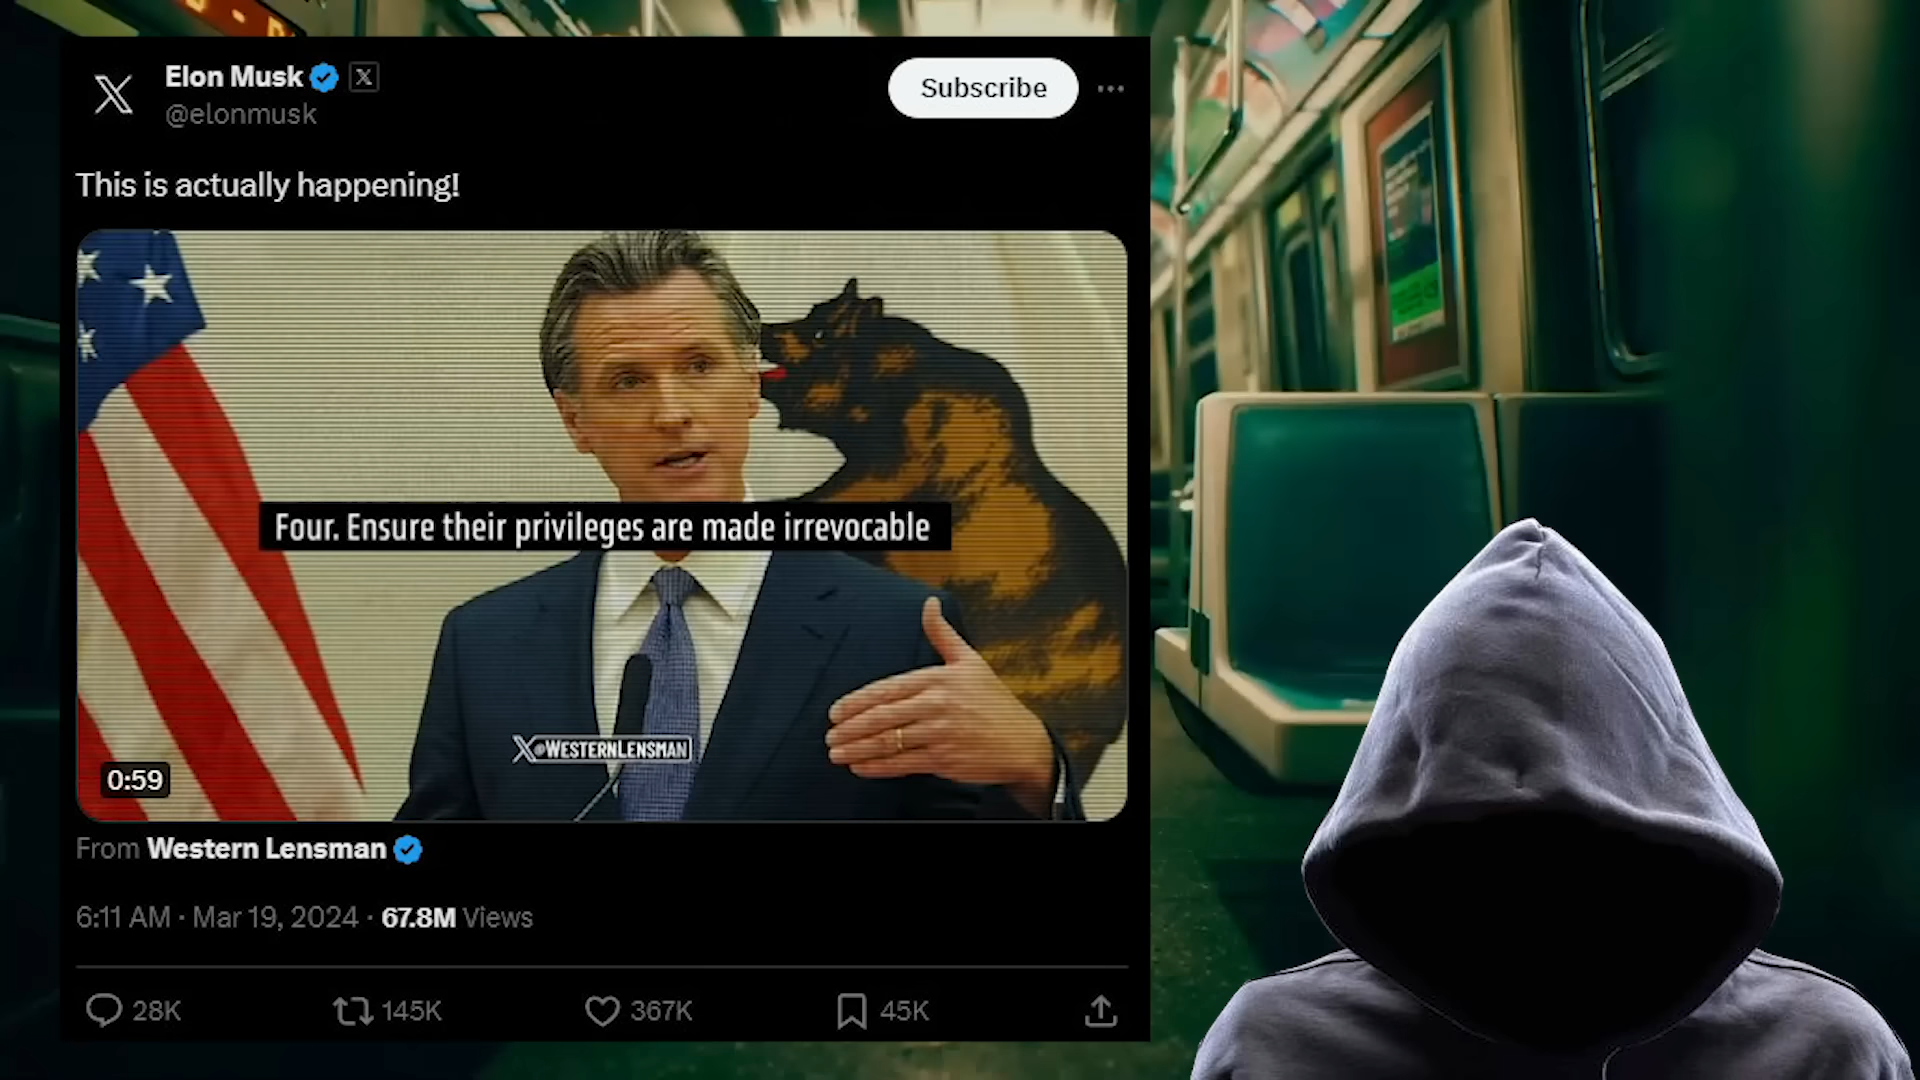 Elon Musk
@elonmusk
Subscribe
This is actually happening!
Four. Ensure their privileges are made irrevocable
X@WESTERNLENSMAN
0:59
From Western Lensman
6:11 AM · Mar 19, 2024 · 67.8M Views
28K
145K
367K
45K